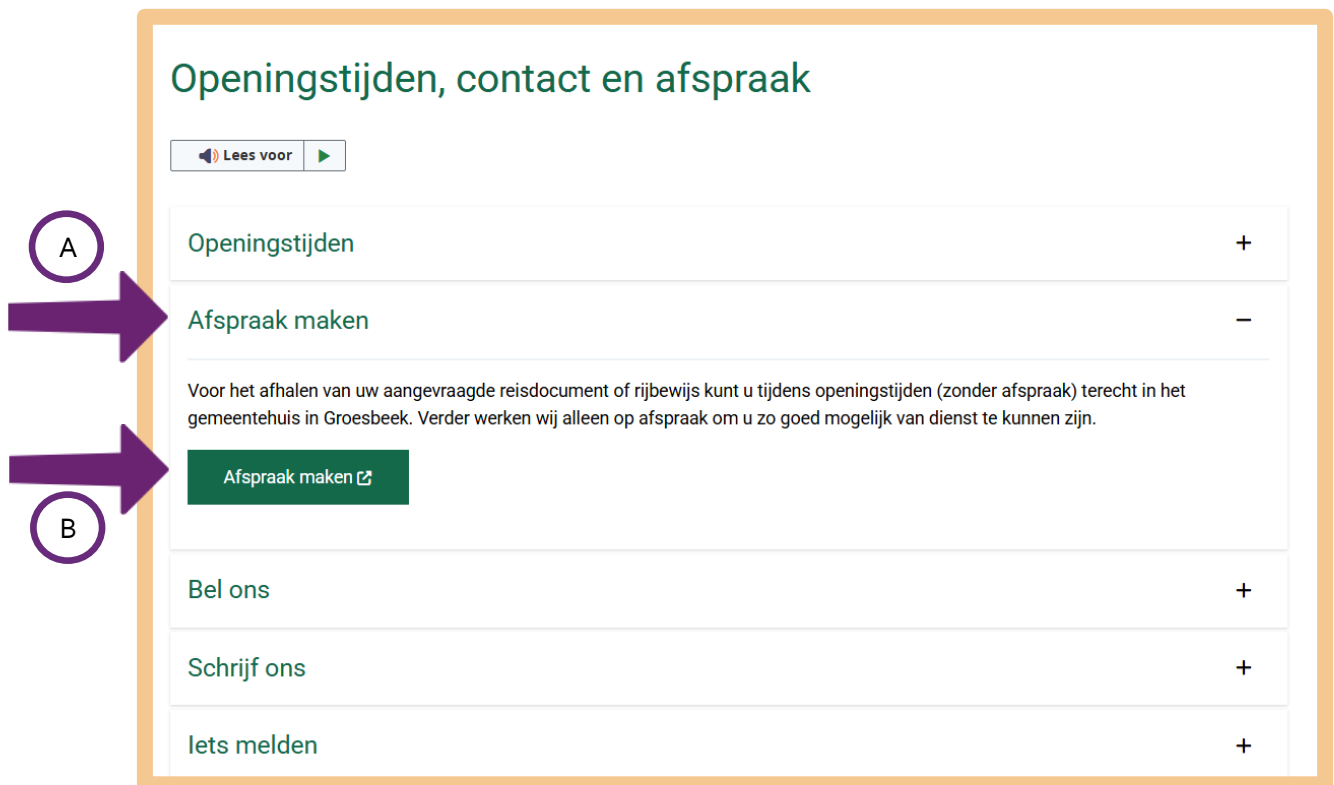 Openingstijden, contact en afspraak
Lees voor
A
Openingstijden
Afspraak maken
Voor het afhalen van uw aangevraagde reisdocument of rijbewijs kunt u tijdens openingstijden (zonder afspraak) terecht in het
gemeentehuis in Groesbeek. Verder werken wij alleen op afspraak om u zo goed mogelijk van dienst te kunnen zijn.
Afspraak maken
B
Bel ons
Schrijf ons
Iets melden